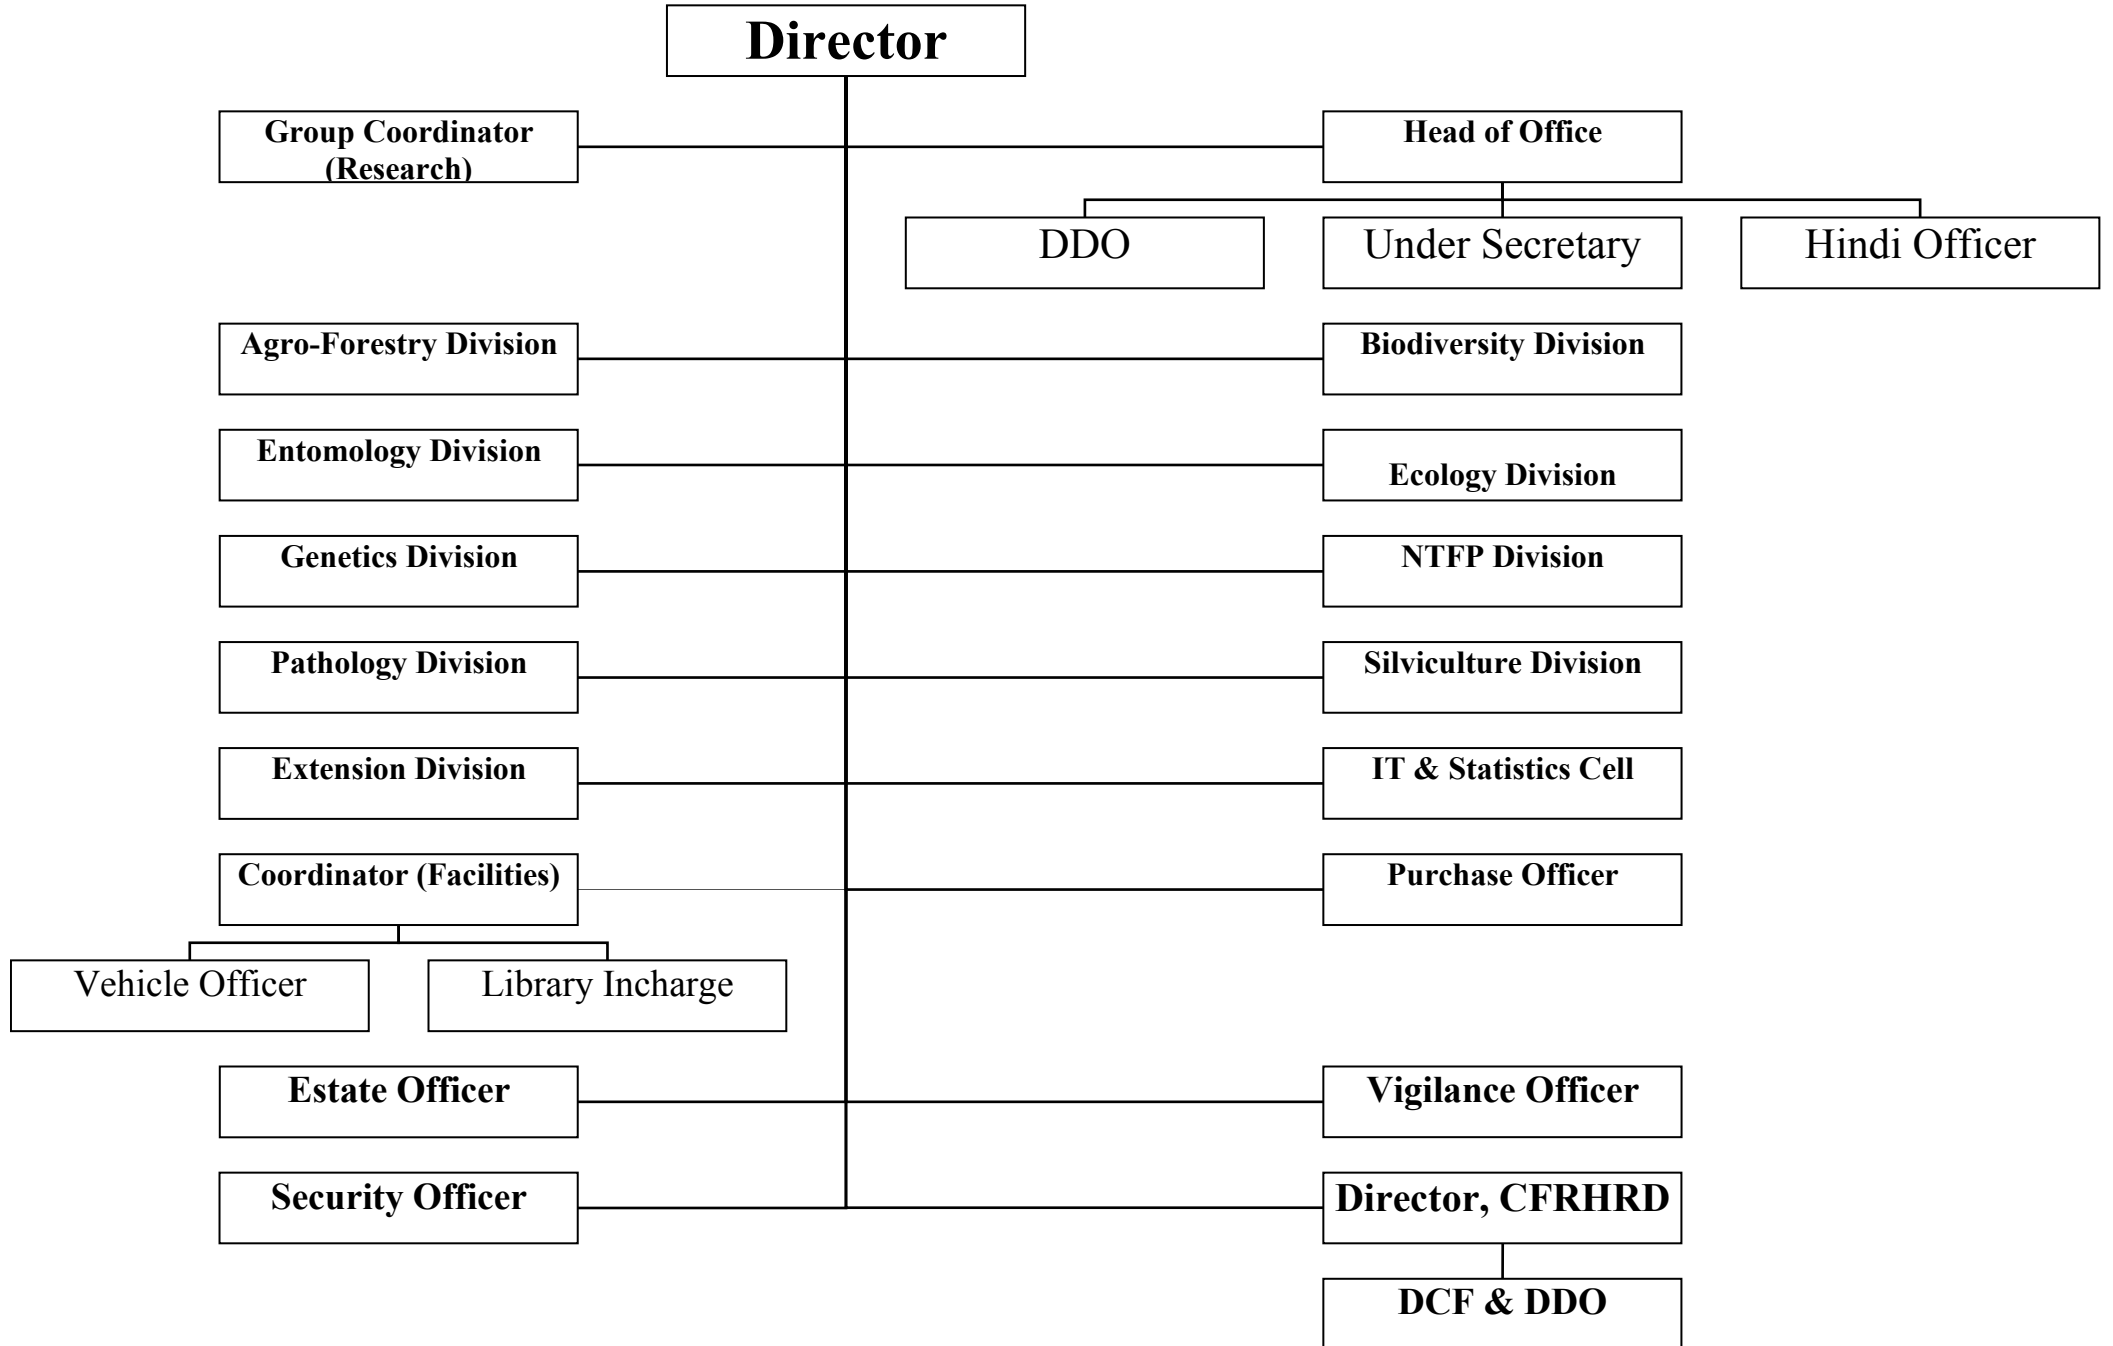 Director
Group Coordinator
(Research)
Head of Office
DDO
Under Secretary
Hindi Officer
Agro-Forestry Division
Biodiversity Division
Entomology Division
Ecology Division
Genetics Division
NTFP Division
Pathology Division
Silviculture Division
Extension Division
IT & Statistics Cell
Coordinator (Facilities)
Purchase Officer
Vehicle Officer
Library Incharge
Estate Officer
Vigilance Officer
Security Officer
Director, CFRHRD
DCF & DDO